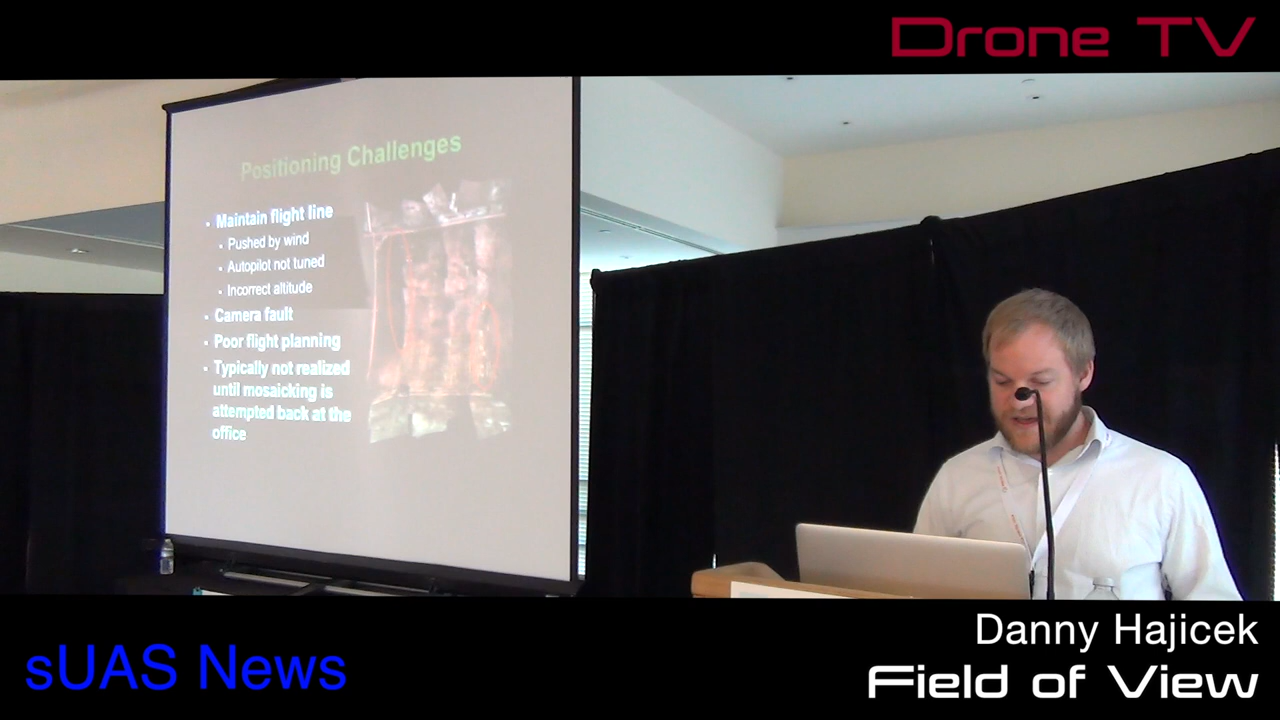 Drone TV
Positioning Challenges
Maintain flight line
Pushed by wind
Autopilot not tuned
Incorrect altitude
Camera fault
Poor flight planning
Typically not realized
until mosaicking is
attempted back at the
office
Danny Hajicek
sUAS News
Field of View